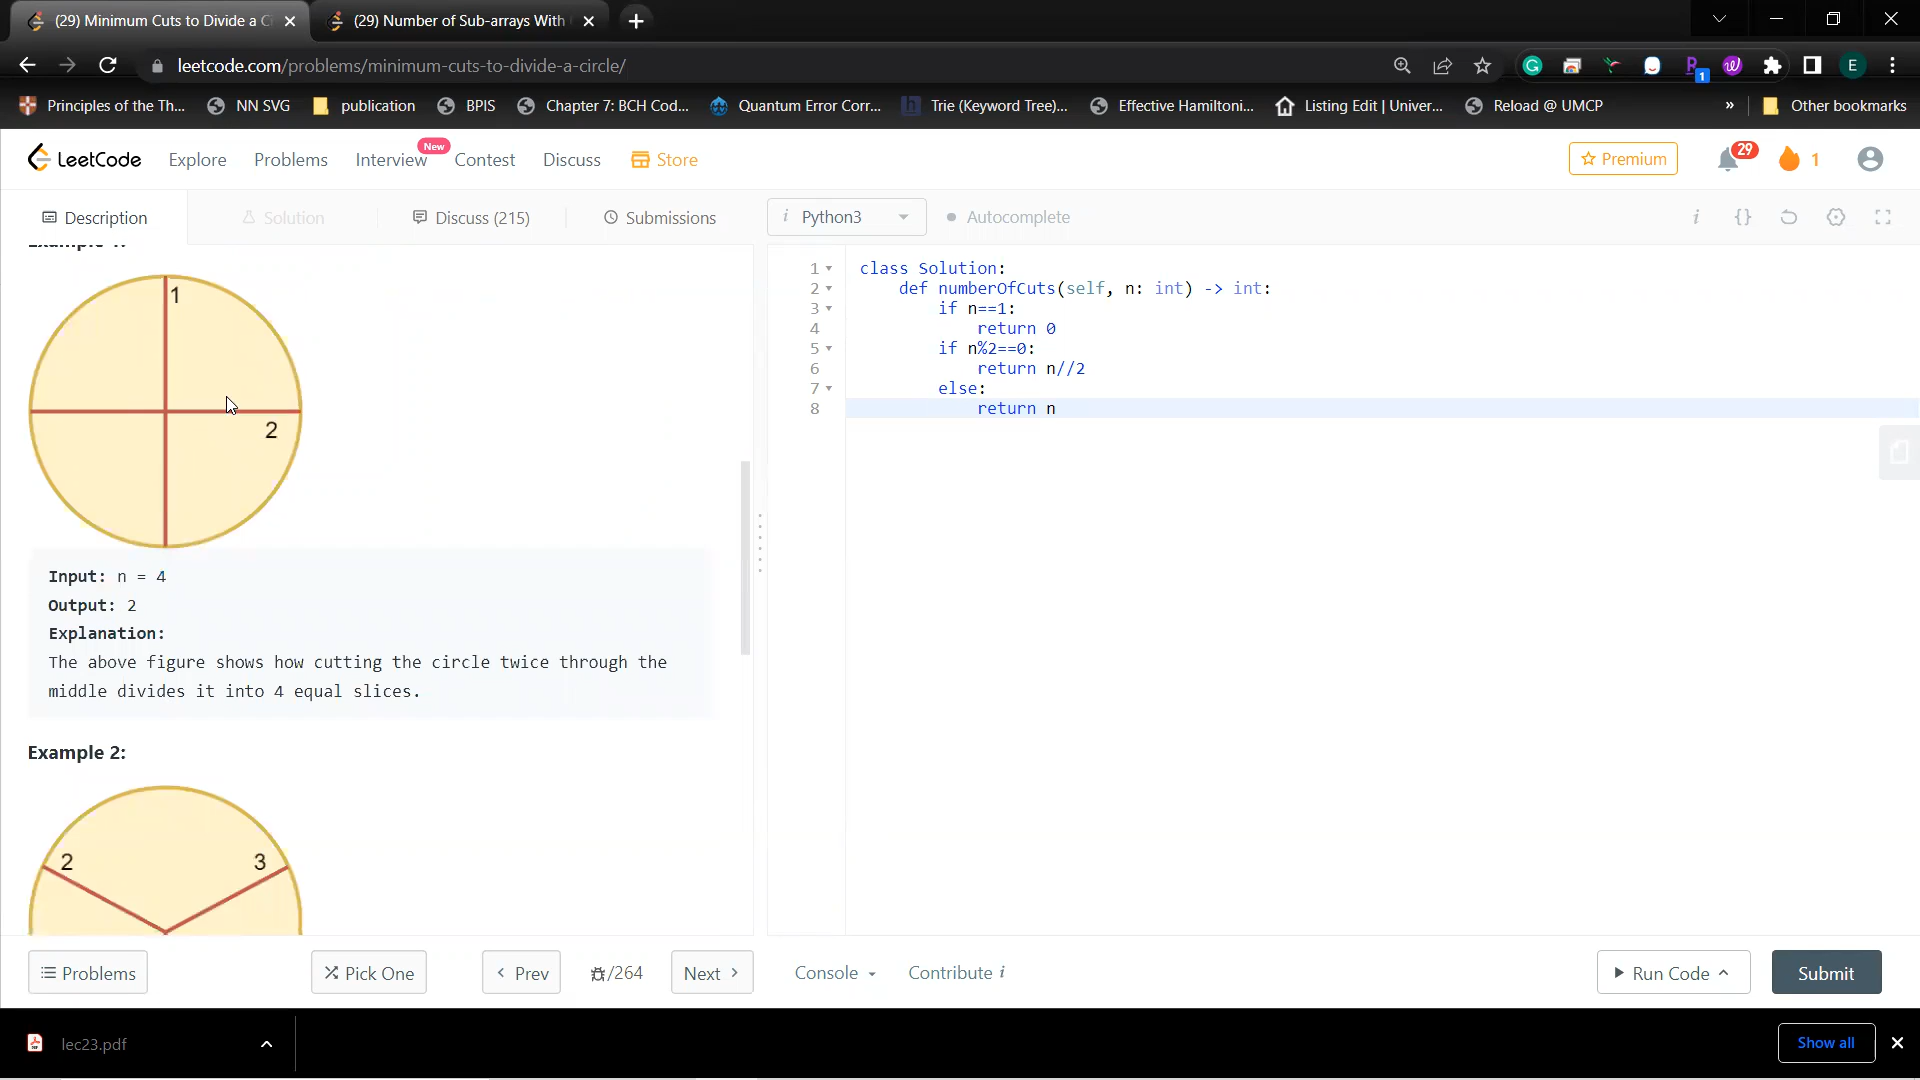 (29) Minimum Cuts to Divide a Ci
(29) Number of Sub-arrays With
leetcode.com/problems/minimum-cuts-to-divide-a-circle/
1
E
Principles of the Th...
NN SVG
publication
BPIS
Chapter 7: BCH Cod...
Quantum Error Corr...
Trie (Keyword Tree)...
Effective Hamiltoni...
Listing Edit | Univer...
Reload @ UMCP
»
Other bookmarks
LeetCode
Explore
Problems
Interview
New
Contest
Discuss
Store
Premium
29
1
Description
Solution
Discuss (215)
Submissions
i Python3
Autocomplete
i {}
1
2
Input: n = 4
Output: 2
Explanation:
The above figure shows how cutting the circle twice through the
middle divides it into 4 equal slices.
Example 2:
2
3
1 class Solution:
2 def numberOfCuts(self, n: int) -> int:
3 if n==1:
4 return 0
5 if n%2==0:
6 return n//2
7 else:
8 return n
Problems
Pick One
Prev
/264
Next
Console
Contribute i
Run Code
Submit
lec23.pdf
Show all